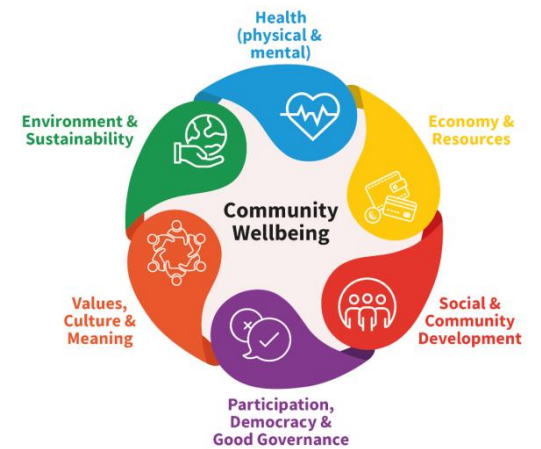 Health
(physical &
mental)
Environment &
Sustainability
Economy &
Resources
Community
Wellbeing
Values,
Culture &
Meaning
Social &
Community
Development
Participation,
Democracy &
Good Governance